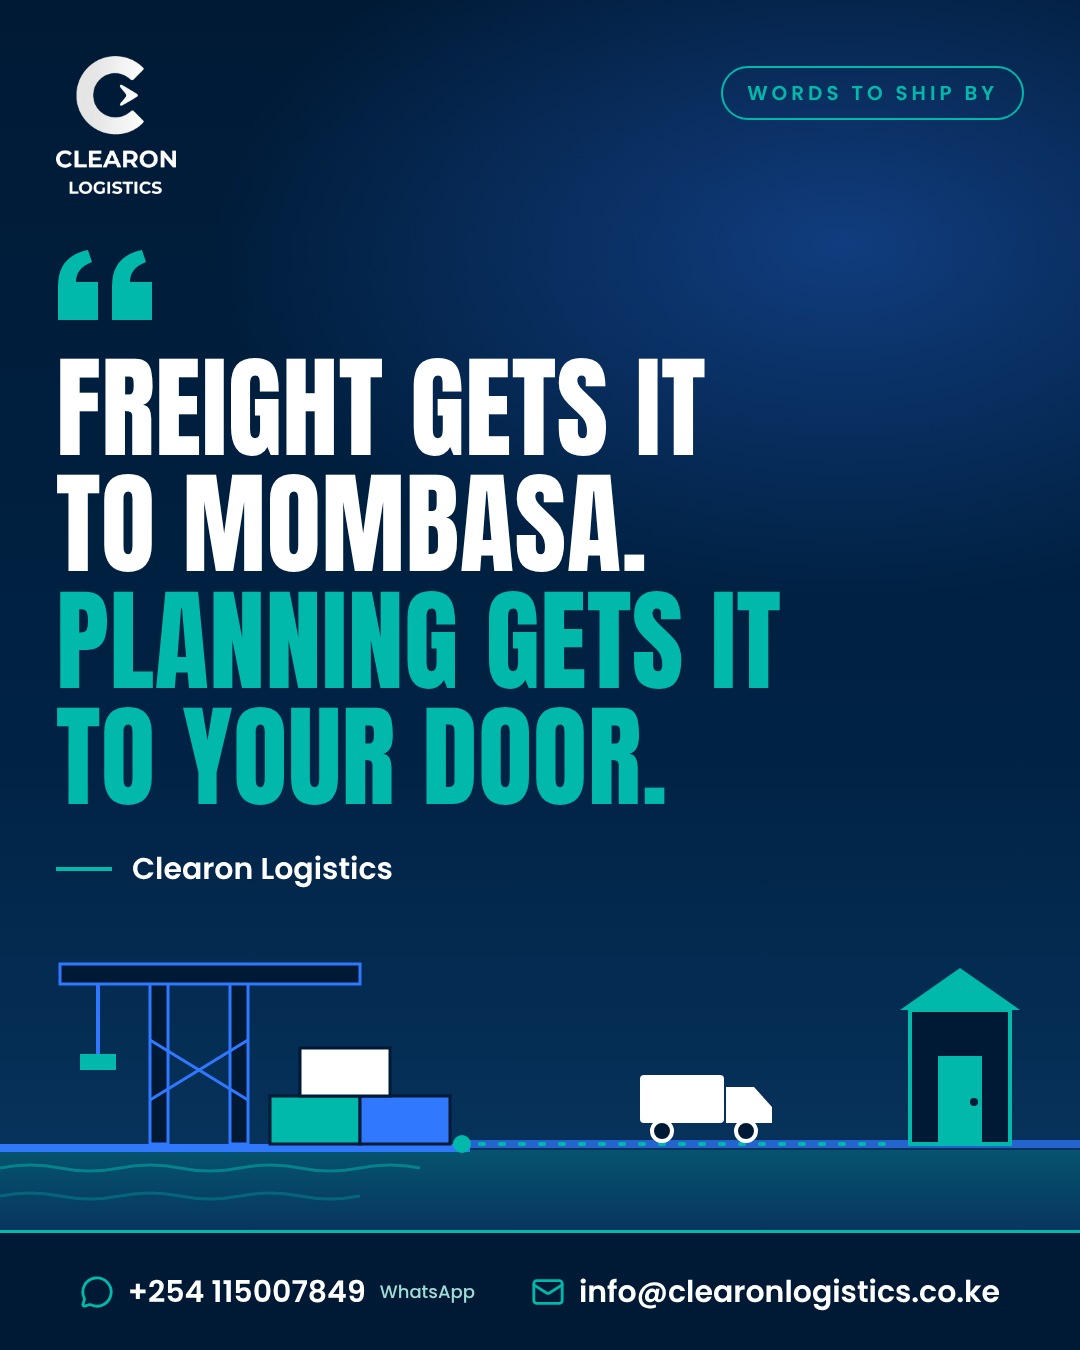 CLEARON
LOGISTICS
WORDS TO SHIP BY
“
FREIGHT GETS IT
TO MOMBASA.
PLANNING GETS IT
TO YOUR DOOR.
Clearon Logistics
+254 115007849 WhatsApp
info@clearonlogistics.co.ke